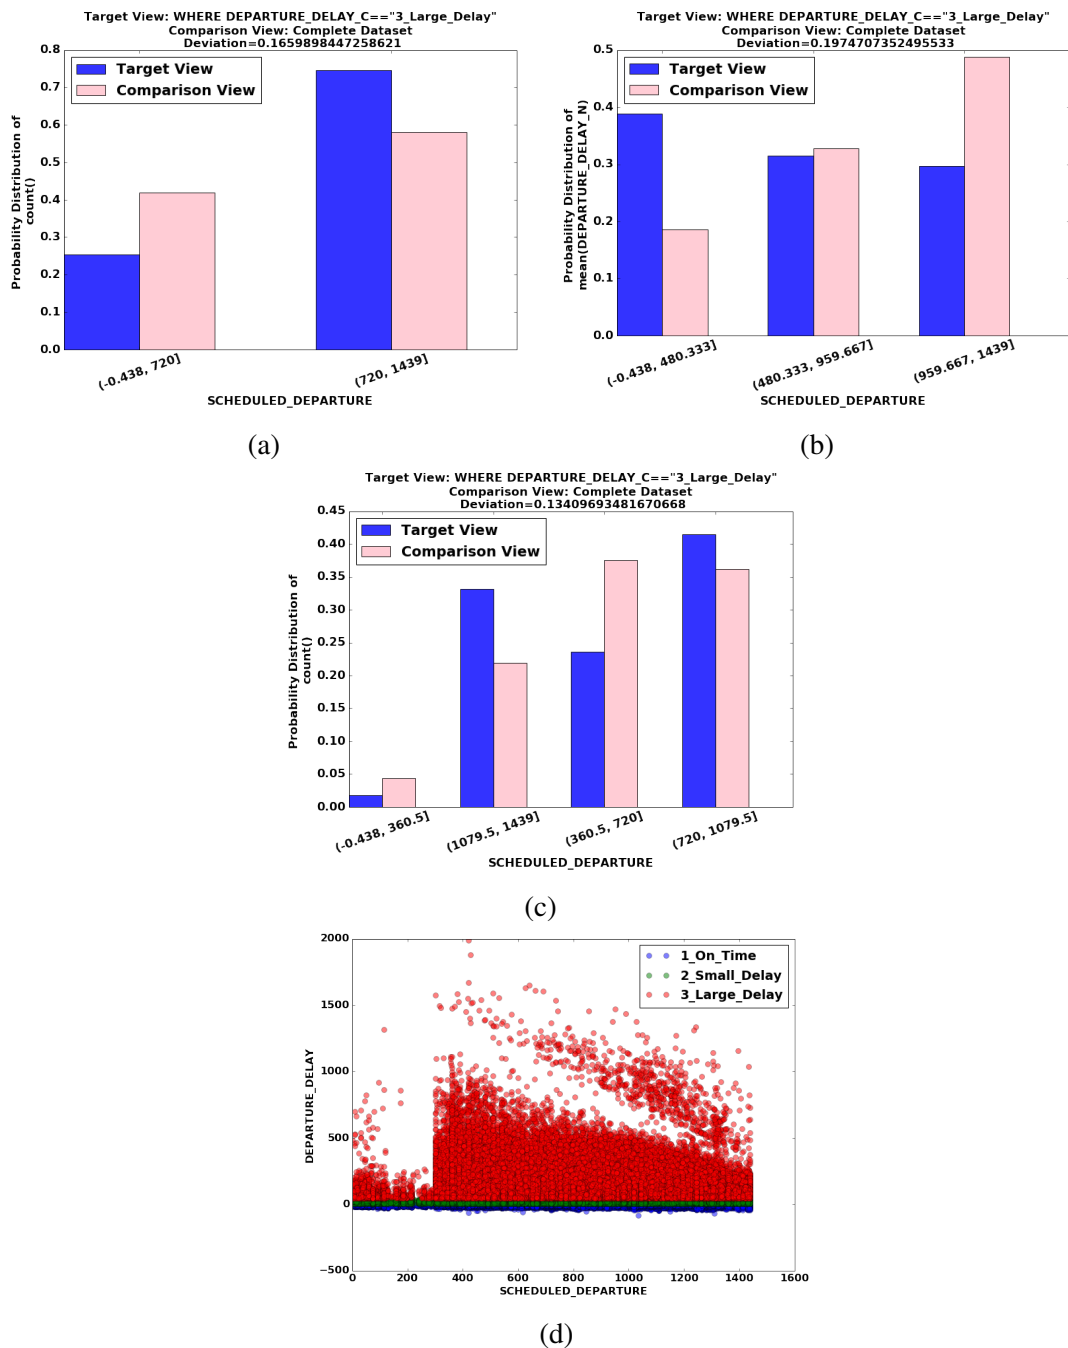 Target View: WHERE DEPARTURE_DELAY_C=="3_Large_Delay"
Comparison View: Complete Dataset
Deviation=0.1659898447258621
0.8
0.7
0.6
0.5
0.4
0.3
0.2
0.1
0.0
Probability Distribution of
count()
Target View
Comparison View
(-0.438, 720]
(720, 1439]
SCHEDULED_DEPARTURE
(a)
Target View: WHERE DEPARTURE_DELAY_C=="3_Large_Delay"
Comparison View: Complete Dataset
Deviation=0.1974707352495533
0.5
0.4
0.3
0.2
0.1
0.0
Probability Distribution of
mean(DEPARTURE_DELAY_N)
Target View
Comparison View
(-0.438, 480.333]
(480.333, 959.667]
(959.667, 1439]
SCHEDULED_DEPARTURE
(b)
Target View: WHERE DEPARTURE_DELAY_C=="3_Large_Delay"
Comparison View: Complete Dataset
Deviation=0.13409693481670668
0.45
0.40
0.35
0.30
0.25
0.20
0.15
0.10
0.05
0.00
Probability Distribution of
count()
Target View
Comparison View
(-0.438, 360.5]
(1079.5, 1439]
(360.5, 720]
(720, 1079.5]
SCHEDULED_DEPARTURE
(c)
2000
1500
1000
500
0
−500
DEPARTURE_DELAY
1_On_Time
2_Small_Delay
3_Large_Delay
0 200 400 600 800 1000 1200 1400 1600
SCHEDULED_DEPARTURE
(d)